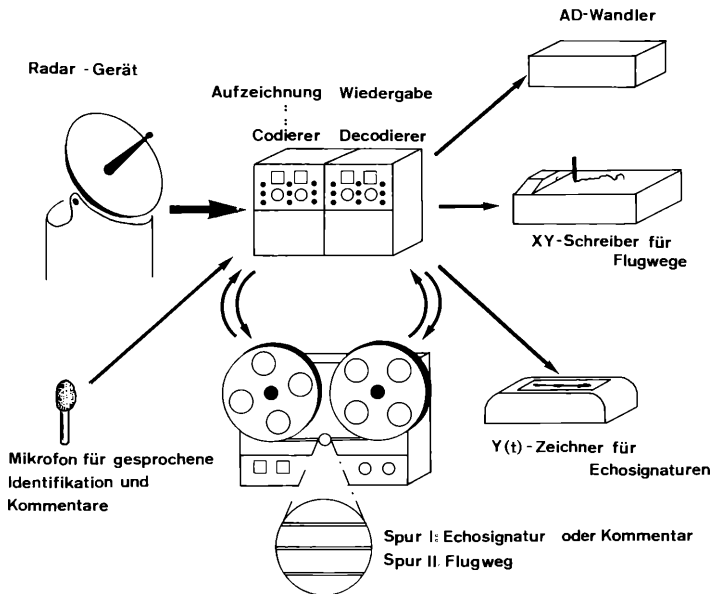 AD-Wandler
Radar - Gerät
Aufzeichnung Wiedergabe
Codierer Decodierer
XY-Schreiber für
Flugwege
Mikrofon für gesprochene
Identifikation und
Kommentare
Y(t) - Zeichner für
Echosignaturen
Spur I: Echosignatur oder Kommentar
Spur II. Flugweg